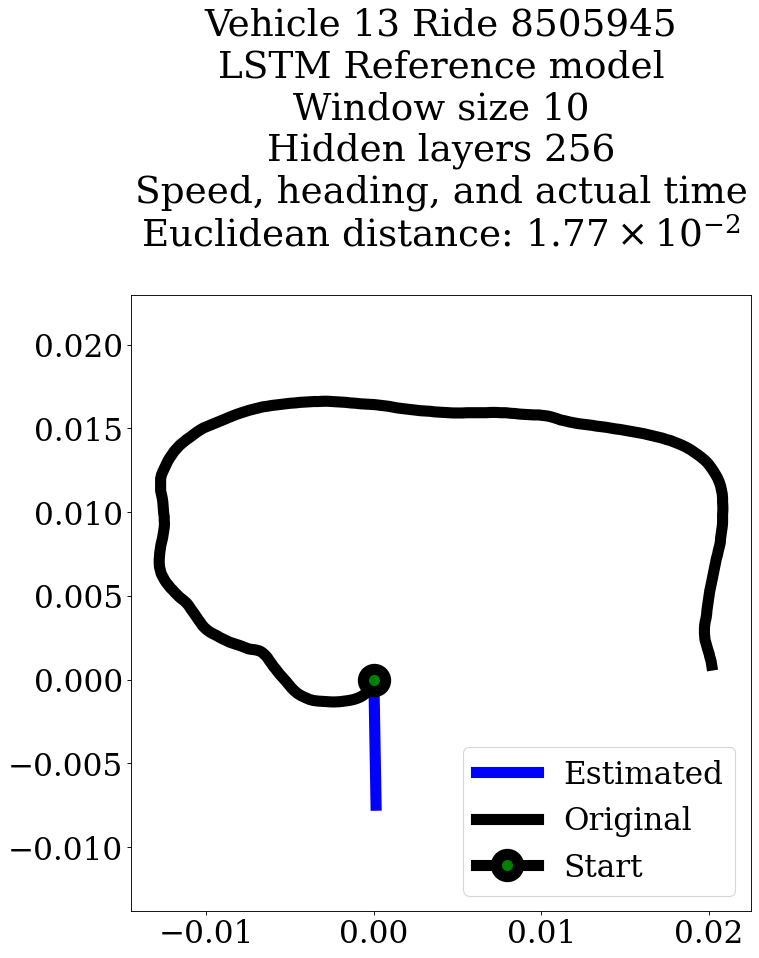 Vehicle 13 Ride 8505945
LSTM Reference model
Window size 10
Hidden layers 256
Speed, heading, and actual time
Euclidean distance: 1.77 × 10⁻²
0.020
0.015
0.010
0.005
0.000
−0.005
−0.010
Estimated
Original
Start
−0.01 0.00 0.01 0.02